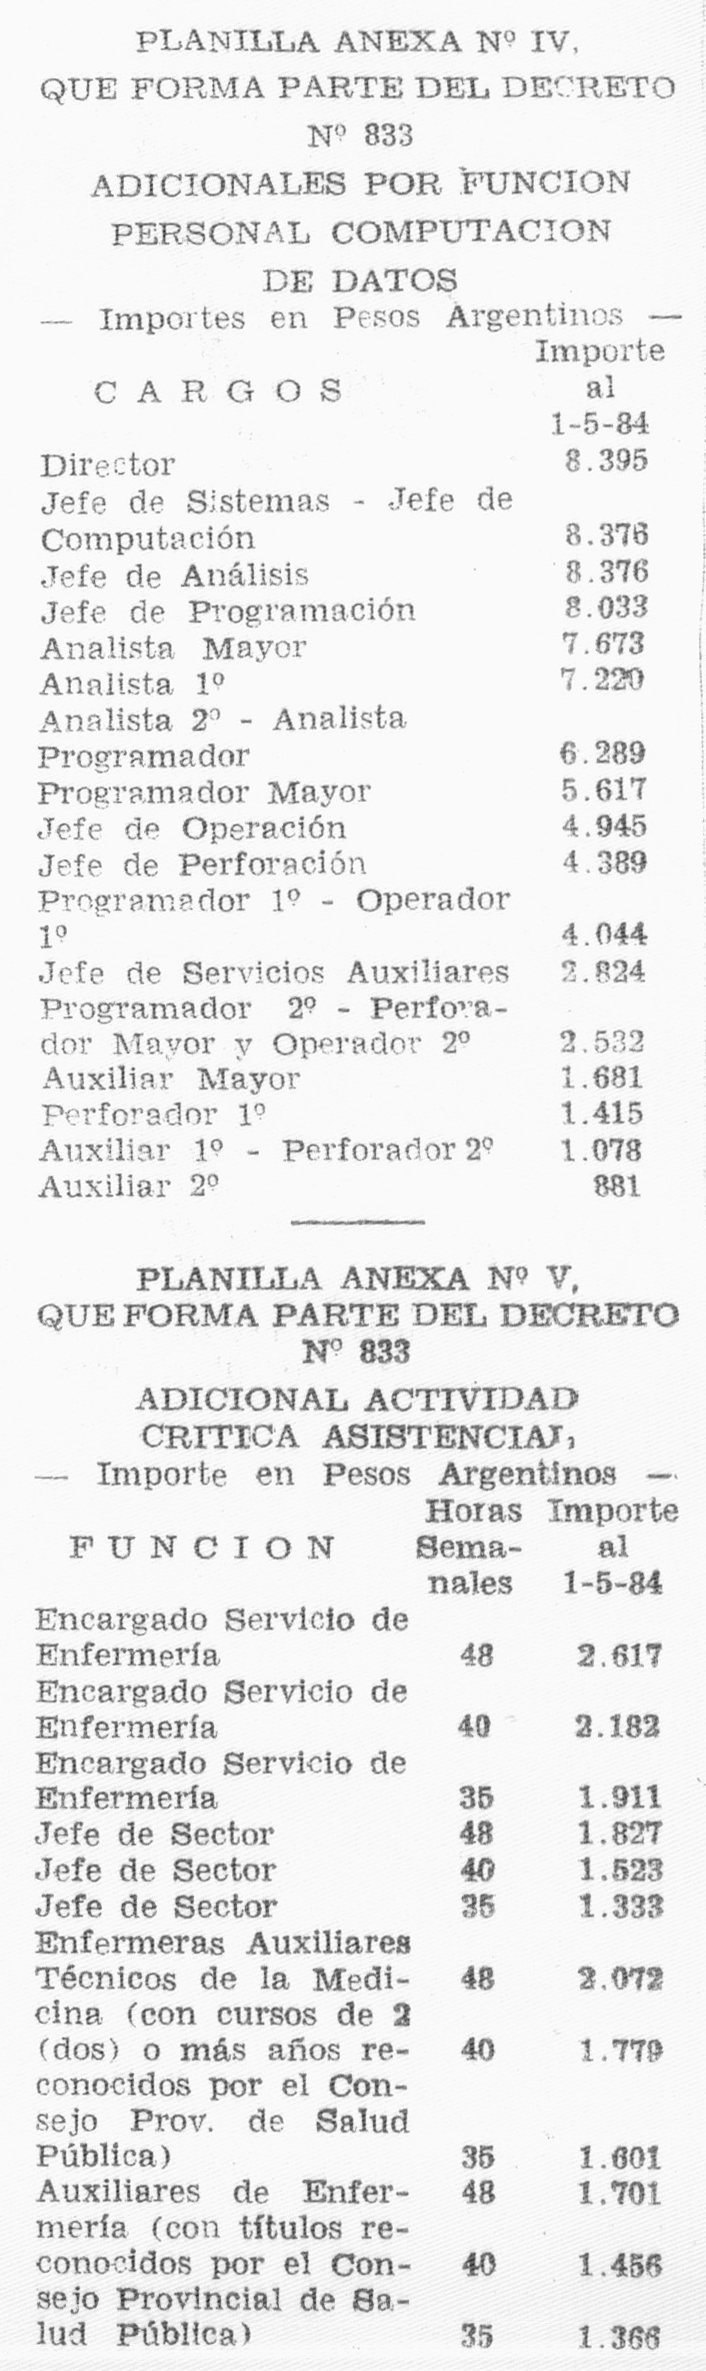 PLANILLA ANEXA Nº IV,
QUE FORMA PARTE DEL DECRETO
Nº 833
ADICIONALES POR FUNCION
PERSONAL COMPUTACION
DE DATOS
— Importes en Pesos Argentinos —
Importe
C A R G O S al
1-5-84
Director 8.395
Jefe de Sistemas - Jefe de
Computación 8.376
Jefe de Análisis 8.376
Jefe de Programación 8.033
Analista Mayor 7.673
Analista 1º 7.220
Analista 2º - Analista
Programador 6.289
Programador Mayor 5.617
Jefe de Operación 4.945
Jefe de Perforación 4.389
Programador 1º - Operador
1º 4.044
Jefe de Servicios Auxiliares 2.824
Programador 2º - Perfora-
dor Mayor y Operador 2º 2.532
Auxiliar Mayor 1.681
Perforador 1º 1.415
Auxiliar 1º - Perforador 2º 1.078
Auxiliar 2º 881
PLANILLA ANEXA Nº V,
QUE FORMA PARTE DEL DECRETO
Nº 833
ADICIONAL ACTIVIDAD
CRITICA ASISTENCIAL,
— Importe en Pesos Argentinos —
Horas Importe
F U N C I O N Sema- al
nales 1-5-84
Encargado Servicio de
Enfermería 48 2.617
Encargado Servicio de
Enfermería 40 2.182
Encargado Servicio de
Enfermería 35 1.911
Jefe de Sector 48 1.827
Jefe de Sector 40 1.523
Jefe de Sector 35 1.333
Enfermeras Auxiliares
Técnicos de la Medi- 48 2.072
cina (con cursos de 2
(dos) o más años re- 40 1.779
conocidos por el Con-
sejo Prov. de Salud
Pública) 35 1.601
Auxiliares de Enfer- 48 1.701
mería (con títulos re-
conocidos por el Con- 40 1.456
sejo Provincial de Sa-
lud Pública) 35 1.366